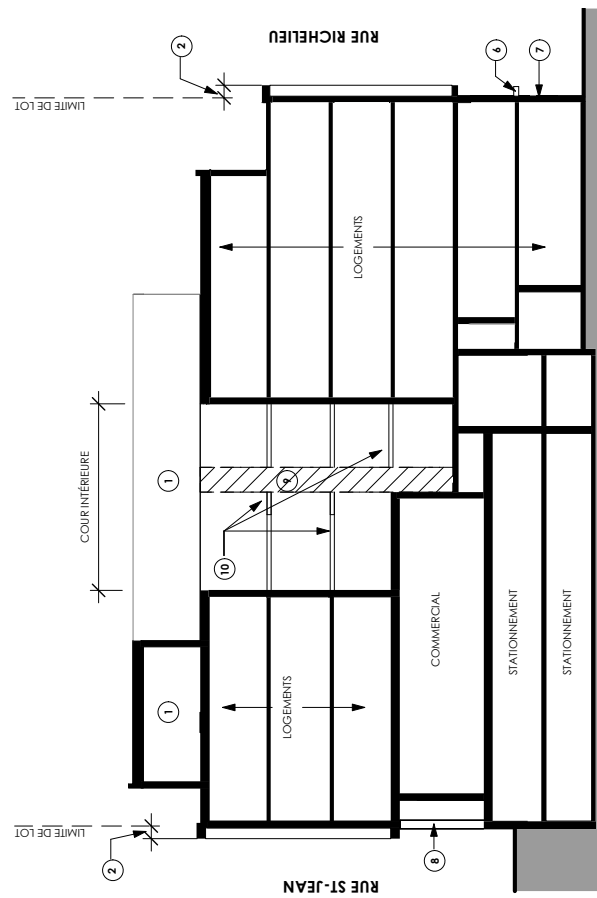 RUE RICHELIEU
2
LIMITE DE LOT
6
7
LOGEMENTS
COUR INTÉRIEURE
1
9
10
COMMERCIAL
STATIONNEMENT
STATIONNEMENT
LOGEMENTS
1
LIMITE DE LOT
2
8
RUE ST-JEAN